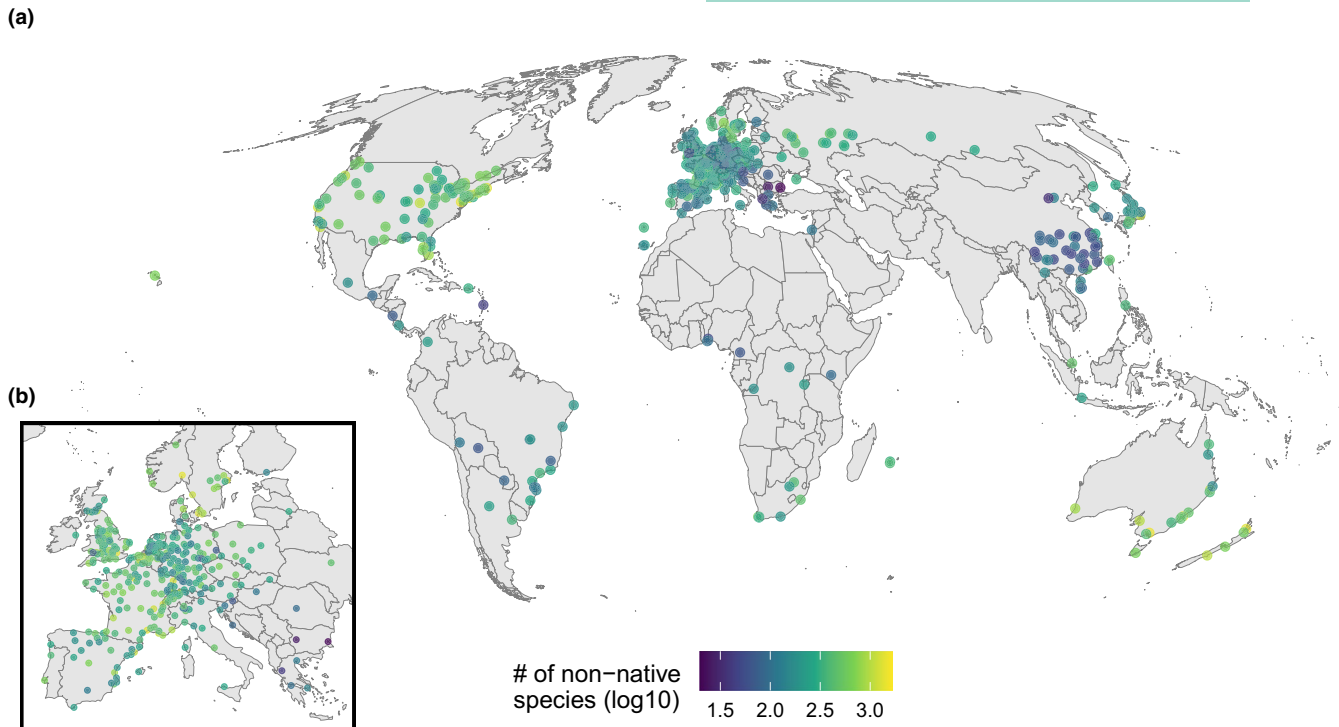 (a)
(b)
# of non−native
species (log10)
1.5 2.0 2.5 3.0